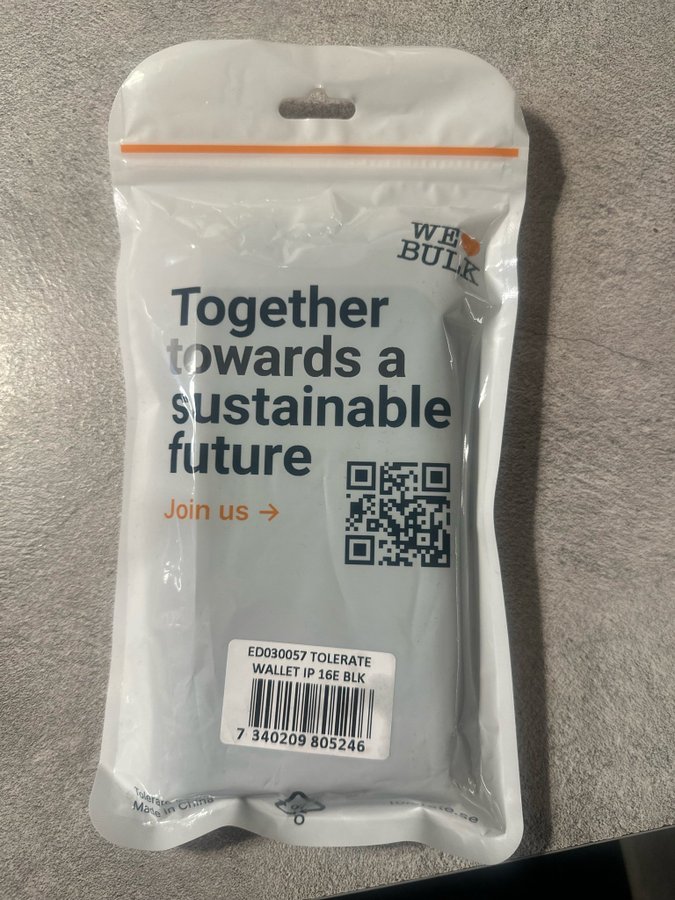 WE
BULK
Together
towards a
sustainable
future
Join us →
ED030057 TOLERATE
WALLET IP 16E BLK
7 340209 805246
Made in China